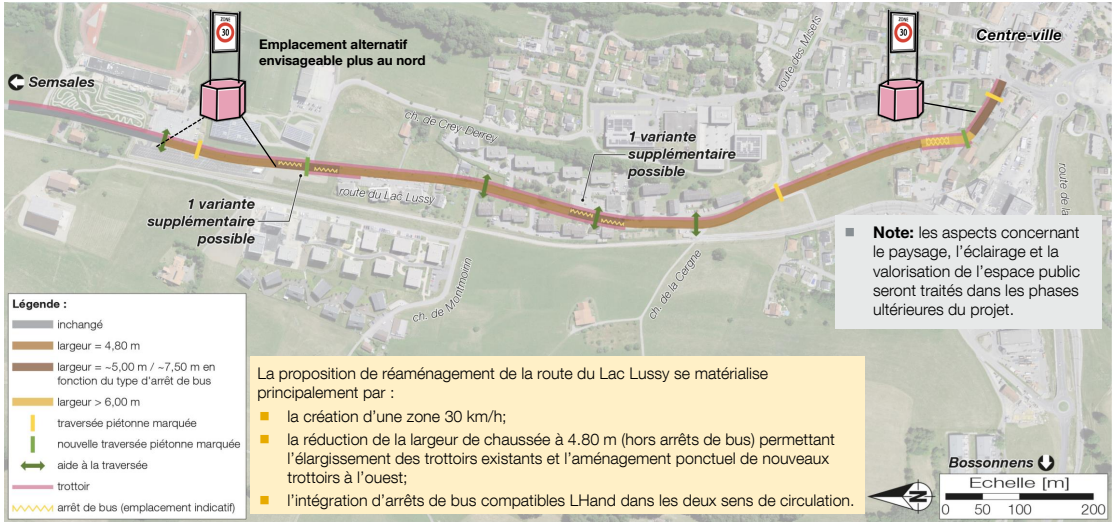 ZONE
30
Emplacement alternatif
envisageable plus au nord
Semsales
ZONE
30
Centre-ville
route des Misets
ch. de Crey Derrey
1 variante
supplémentaire
possible
1 variante
supplémentaire
possible
route du Lac Lussy
ch. de Montmoinn
ch. de la Cergne
route de la
Note: les aspects concernant
le paysage, l'éclairage et la
valorisation de l'espace public
seront traités dans les phases
ultérieures du projet.
Légende :
inchangé
largeur = 4,80 m
largeur = ~5,00 m / ~7,50 m en
fonction du type d'arrêt de bus
largeur > 6,00 m
traversée piétonne marquée
nouvelle traversée piétonne marquée
aide à la traversée
trottoir
arrêt de bus (emplacement indicatif)
La proposition de réaménagement de la route du Lac Lussy se matérialise
principalement par :
la création d'une zone 30 km/h;
la réduction de la largeur de chaussée à 4.80 m (hors arrêts de bus) permettant
l'élargissement des trottoirs existants et l'aménagement ponctuel de nouveaux
trottoirs à l'ouest;
l'intégration d'arrêts de bus compatibles LHand dans les deux sens de circulation.
Bossonnens
N
Echelle [m]
0 50 100 200